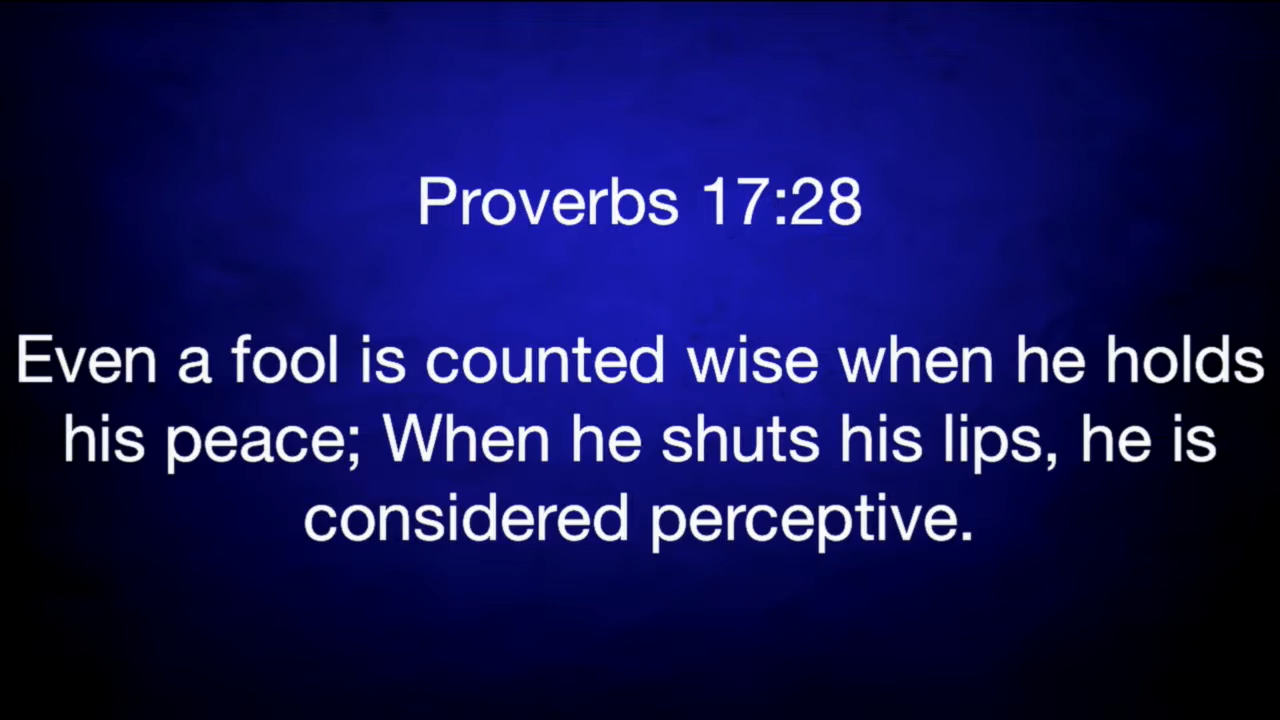 Proverbs 17:28
Even a fool is counted wise when he holds
his peace; When he shuts his lips, he is
considered perceptive.